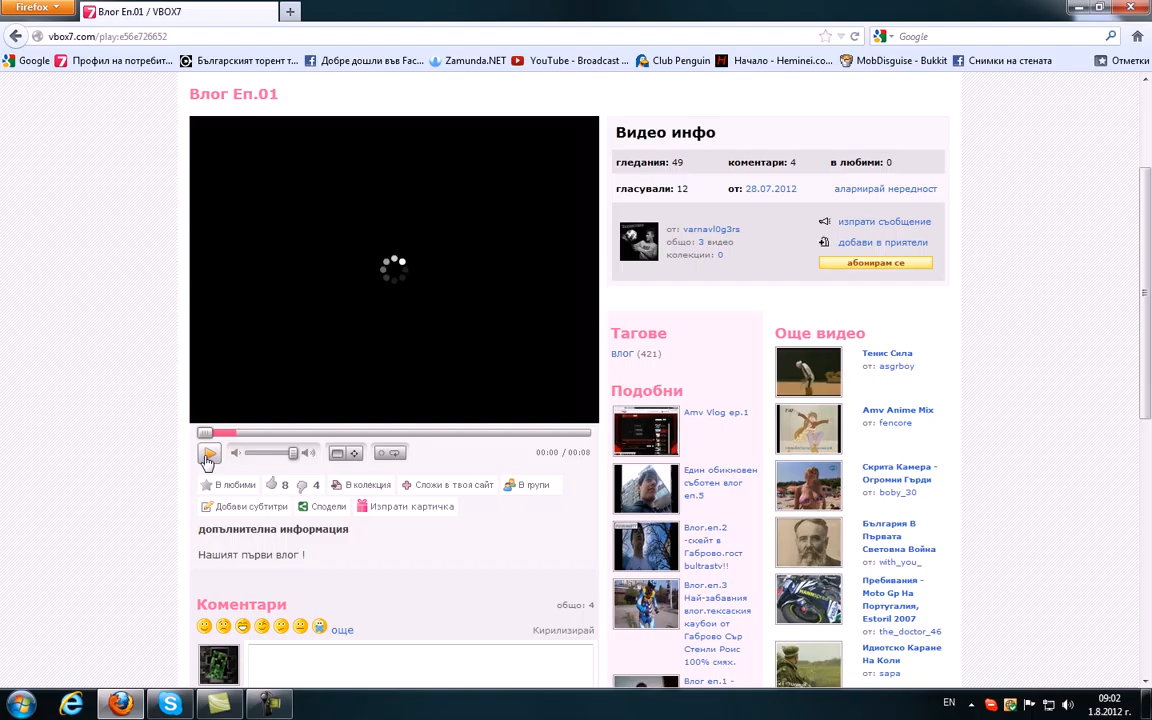 Firefox
Влог Еп.01 / VBOX7
vbox7.com/play:e56e726652
Google
Google
Профил на потребит...
Българският торент т...
Добре дошли във Fac...
Zamunda.NET
YouTube - Broadcast ...
Club Penguin
Начало - Heminei.co...
MobDisguise - Bukkit
Снимки на стената
Отметки
Влог Еп.01
Видео инфо
гледания: 49
коментари: 4
в любими: 0
гласували: 12
от: 28.07.2012
алармирай нередност
от: varnavl0g3rs
общо: 3 видео
колекции: 0
изпрати съобщение
добави в приятели
абонирам се
00:00 / 00:08
В любими
8
4
В колекция
Сложи в твоя сайт
В групи
Добави субтитри
Сподели
Изпрати картичка
допълнителна информация
Нашият първи влог !
Коментари
общо: 4
още
Кирилизирай
Тагове
влог (421)
Подобни
Amv Vlog ep.1
Един обикновен
съботен влог
еп.5
Влог.еп.2
-скейт в
Габрово.гост
bultrastv!!
Влог.еп.3
Най-забавния
влог.тексаския
каубои от
Габрово Сър
Стенли Роис
100% смях.
Влог еп.1 -
Още видео
Тенис Сила
от: asgrboy
Amv Anime Mix
от: fencore
Скрита Камера -
Огромни Гърди
от: boby_30
България В
Първата
Световна Война
от: with_you_
Пребивания -
Moto Gp На
Португалия,
Estoril 2007
от: the_doctor_46
Идиотско Каране
На Коли
от: sapa
EN
09:02
1.8.2012 г.